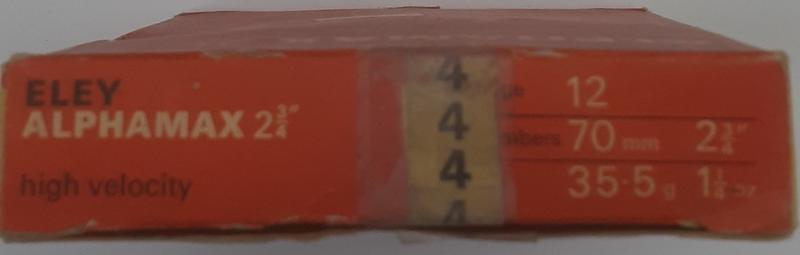 ELEY
ALPHAMAX 2¾"
high velocity
4
4
4
4
12
70 mm 2¾"
35·5 g 1¼ oz